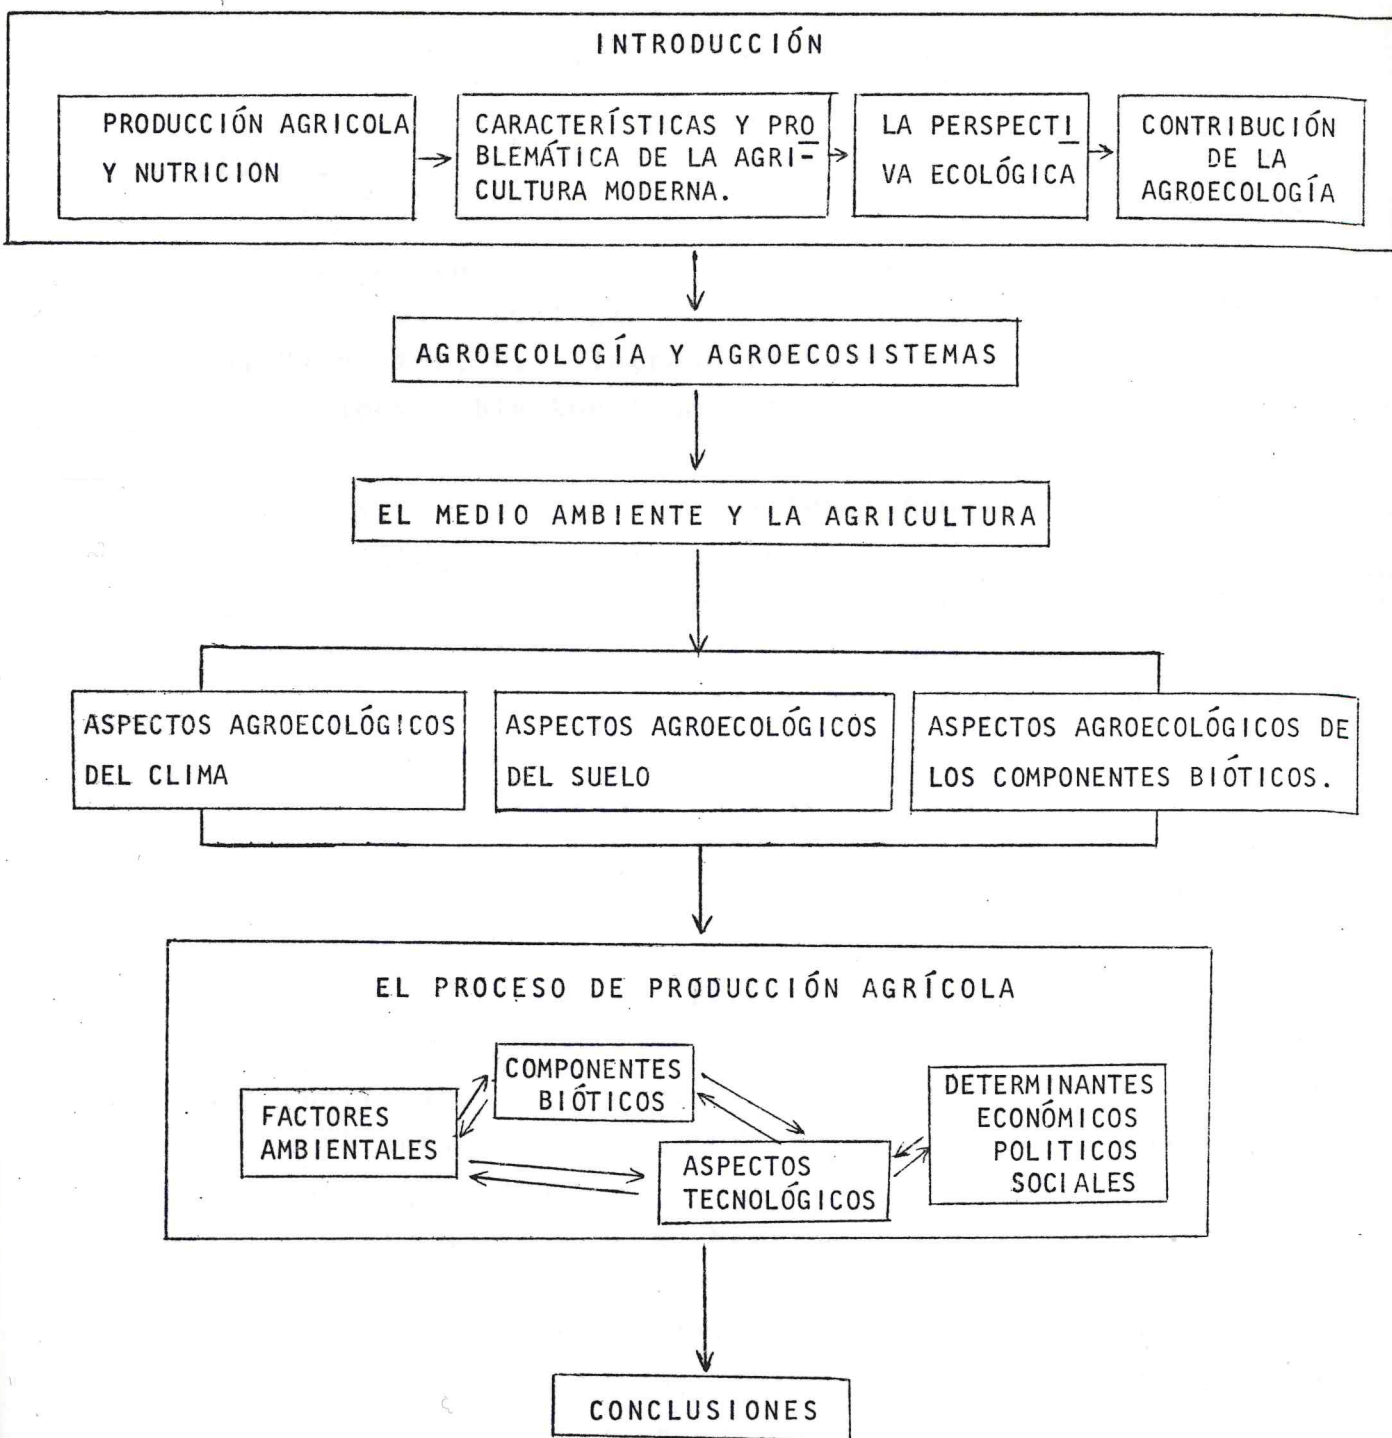 INTRODUCCIÓN
PRODUCCIÓN AGRICOLA
Y NUTRICION
CARACTERÍSTICAS Y PRO
BLEMÁTICA DE LA AGRI-
CULTURA MODERNA.
LA PERSPECTI
VA ECOLÓGICA
CONTRIBUCIÓN
DE LA
AGROECOLOGÍA
AGROECOLOGÍA Y AGROECOSISTEMAS
EL MEDIO AMBIENTE Y LA AGRICULTURA
ASPECTOS AGROECOLÓGICOS
DEL CLIMA
ASPECTOS AGROECOLÓGICOS
DEL SUELO
ASPECTOS AGROECOLÓGICOS DE
LOS COMPONENTES BIÓTICOS.
EL PROCESO DE PRODUCCIÓN AGRÍCOLA
FACTORES
AMBIENTALES
COMPONENTES
BIÓTICOS
ASPECTOS
TECNOLÓGICOS
DETERMINANTES
ECONÓMICOS
POLITICOS
SOCIALES
CONCLUSIONES